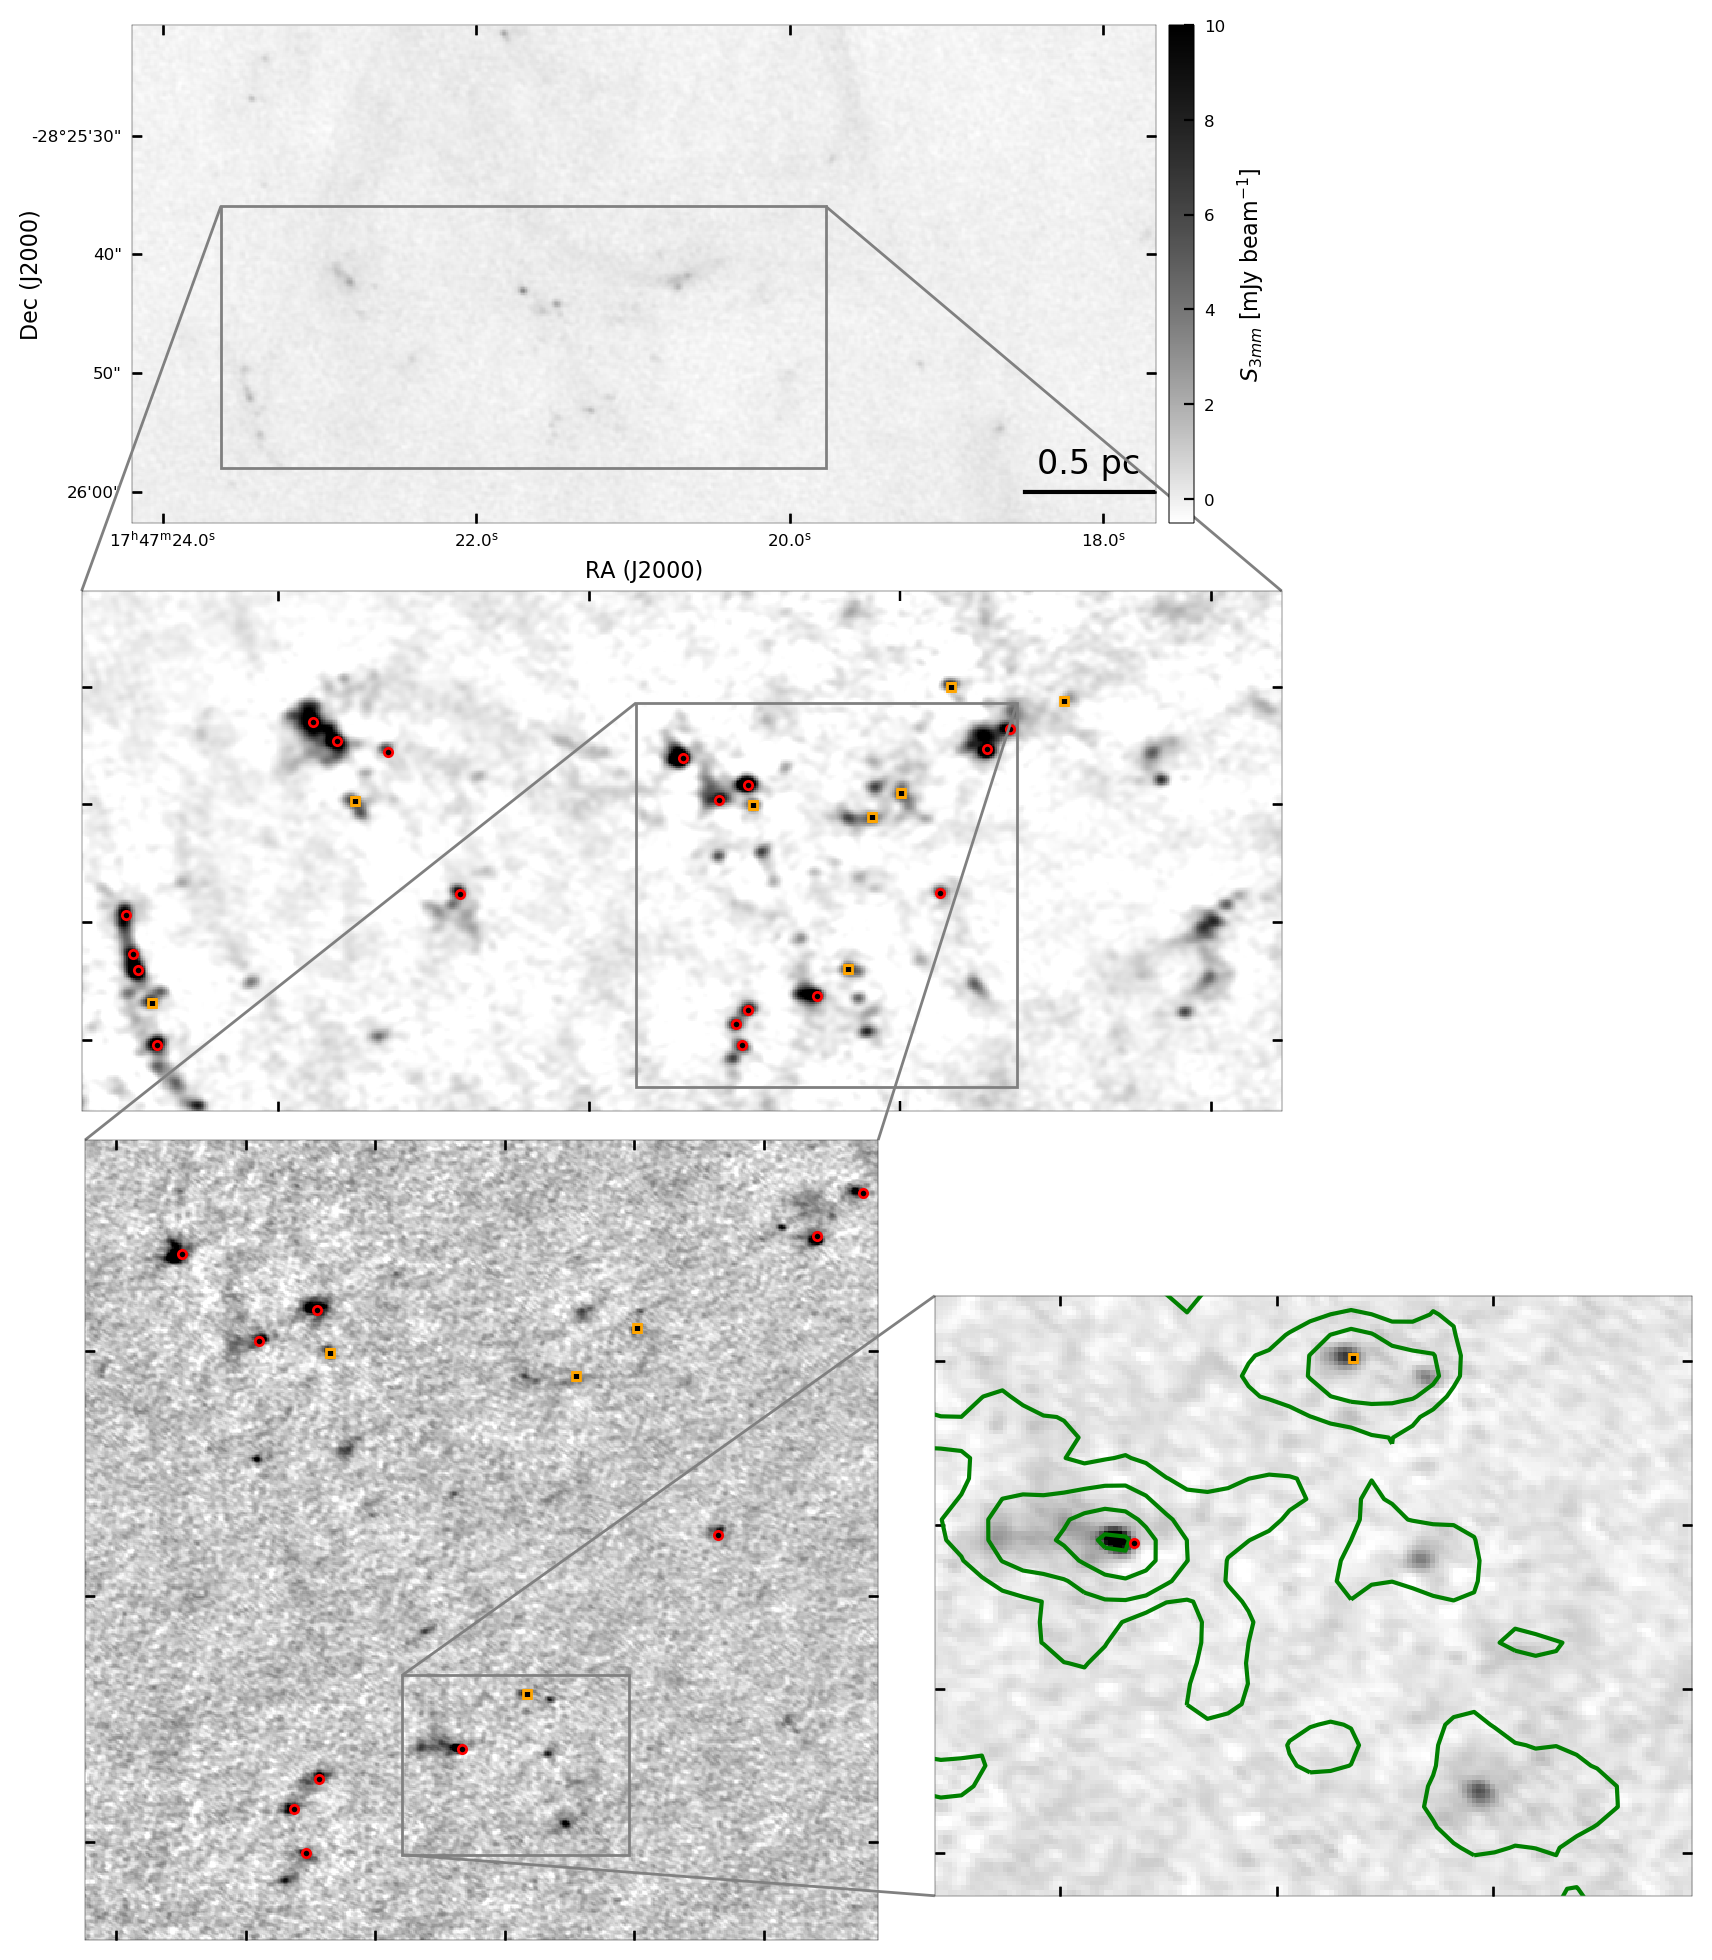 10
8
6
4
2
0
S₃ₘₘ [mJy beam⁻¹]
Dec (J2000)
-28°25'30"
40"
50"
26'00"
0.5 pc
17ʰ47ᵐ24.0ˢ 22.0ˢ 20.0ˢ 18.0ˢ
RA (J2000)